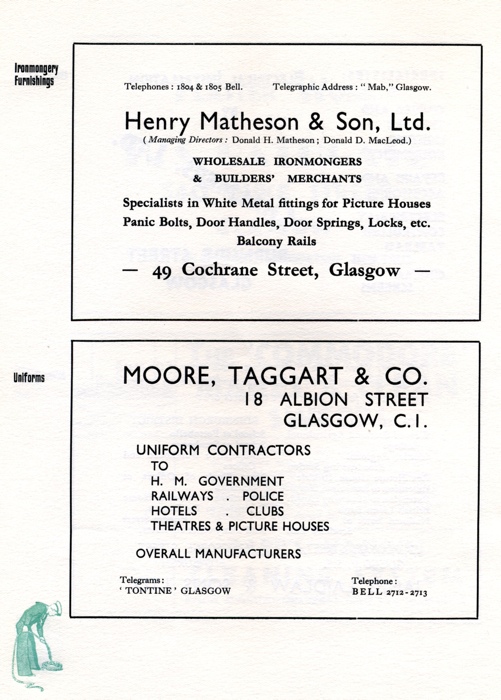 Ironmongery
Furnishings
Telephones : 1804 & 1805 Bell. Telegraphic Address : "Mab," Glasgow.
Henry Matheson & Son, Ltd.
( Managing Directors : Donald H. Matheson ; Donald D. MacLeod.)
WHOLESALE IRONMONGERS
& BUILDERS' MERCHANTS
Specialists in White Metal fittings for Picture Houses
Panic Bolts, Door Handles, Door Springs, Locks, etc.
Balcony Rails
— 49 Cochrane Street, Glasgow —
Uniforms
MOORE, TAGGART & CO.
18 ALBION STREET
GLASGOW, C.1.
UNIFORM CONTRACTORS
TO
H. M. GOVERNMENT
RAILWAYS . POLICE
HOTELS . CLUBS
THEATRES & PICTURE HOUSES
OVERALL MANUFACTURERS
Telegrams : Telephone :
'TONTINE' GLASGOW BELL 2712-2713